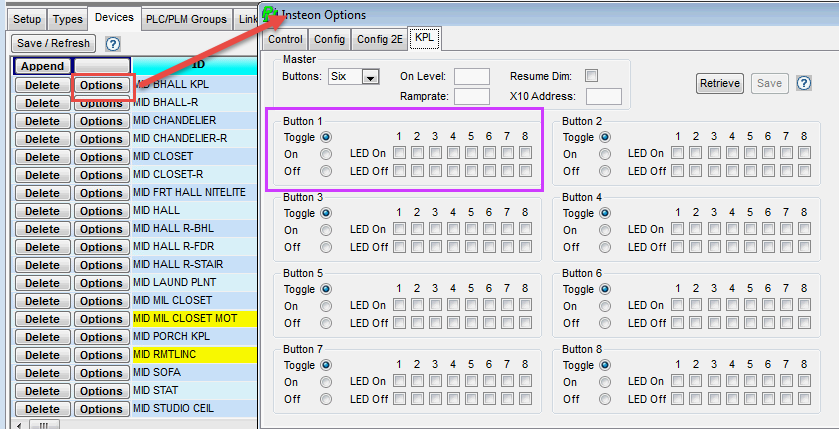 Setup Types Devices PLC/PLM Groups Link
Save / Refresh ?
Append ID
Delete Options MID BHALL KPL
Delete Options MID BHALL-R
Delete Options MID CHANDELIER
Delete Options MID CHANDELIER-R
Delete Options MID CLOSET
Delete Options MID CLOSET-R
Delete Options MID FRT HALL NITELITE
Delete Options MID HALL
Delete Options MID HALL R-BHL
Delete Options MID HALL R-FDR
Delete Options MID HALL R-STAIR
Delete Options MID LAUND PLNT
Delete Options MID MIL CLOSET
Delete Options MID MIL CLOSET MOT
Delete Options MID PORCH KPL
Delete Options MID RMTLINC
Delete Options MID SOFA
Delete Options MID STAT
Delete Options MID STUDIO CEIL
Insteon Options
Control Config Config 2E KPL
Master
Buttons: Six On Level: Resume Dim:
Ramprate: X10 Address:
Retrieve Save ?
Button 1
Toggle 1 2 3 4 5 6 7 8
On LED On
Off LED Off
Button 2
Toggle 1 2 3 4 5 6 7 8
On LED On
Off LED Off
Button 3
Toggle 1 2 3 4 5 6 7 8
On LED On
Off LED Off
Button 4
Toggle 1 2 3 4 5 6 7 8
On LED On
Off LED Off
Button 5
Toggle 1 2 3 4 5 6 7 8
On LED On
Off LED Off
Button 6
Toggle 1 2 3 4 5 6 7 8
On LED On
Off LED Off
Button 7
Toggle 1 2 3 4 5 6 7 8
On LED On
Off LED Off
Button 8
Toggle 1 2 3 4 5 6 7 8
On LED On
Off LED Off